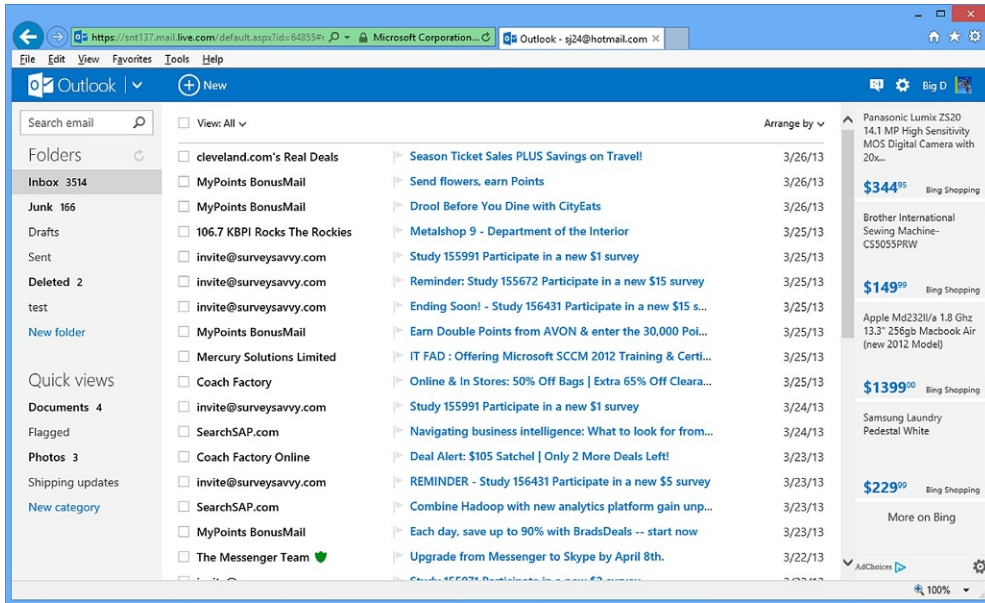 https://snt137.mail.live.com/default.aspx?id=64855#
Microsoft Corporation...
Outlook - sj24@hotmail.com
File Edit View Favorites Tools Help
Outlook
New
Big D
Search email
Folders
Inbox 3514
Junk 166
Drafts
Sent
Deleted 2
test
New folder
Quick views
Documents 4
Flagged
Photos 3
Shipping updates
New category
View: All
Arrange by
cleveland.com's Real Deals Season Ticket Sales PLUS Savings on Travel! 3/26/13
MyPoints BonusMail Send flowers, earn Points 3/26/13
MyPoints BonusMail Drool Before You Dine with CityEats 3/26/13
106.7 KBPI Rocks The Rockies Metalshop 9 - Department of the Interior 3/25/13
invite@surveysavvy.com Study 155991 Participate in a new $1 survey 3/25/13
invite@surveysavvy.com Reminder: Study 155672 Participate in a new $15 survey 3/25/13
invite@surveysavvy.com Ending Soon! - Study 156431 Participate in a new $15 s... 3/25/13
MyPoints BonusMail Earn Double Points from AVON & enter the 30,000 Poi... 3/25/13
Mercury Solutions Limited IT FAD : Offering Microsoft SCCM 2012 Training & Certi... 3/25/13
Coach Factory Online & In Stores: 50% Off Bags | Extra 65% Off Cleara... 3/25/13
invite@surveysavvy.com Study 155991 Participate in a new $1 survey 3/24/13
SearchSAP.com Navigating business intelligence: What to look for from... 3/24/13
Coach Factory Online Deal Alert: $105 Satchel | Only 2 More Deals Left! 3/23/13
invite@surveysavvy.com REMINDER - Study 156431 Participate in a new $5 survey 3/23/13
SearchSAP.com Combine Hadoop with new analytics platform gain unp... 3/23/13
MyPoints BonusMail Each day, save up to 90% with BradsDeals -- start now 3/23/13
The Messenger Team Upgrade from Messenger to Skype by April 8th. 3/22/13
Panasonic Lumix ZS20
14.1 MP High Sensitivity
MOS Digital Camera with
20x...
$344.95 Bing Shopping
Brother International
Sewing Machine-
CS5055PRW
$149.99 Bing Shopping
Apple Md232ll/a 1.8 Ghz
13.3" 256gb Macbook Air
(new 2012 Model)
$1399.00 Bing Shopping
Samsung Laundry
Pedestal White
$229.99 Bing Shopping
More on Bing
AdChoices
100%